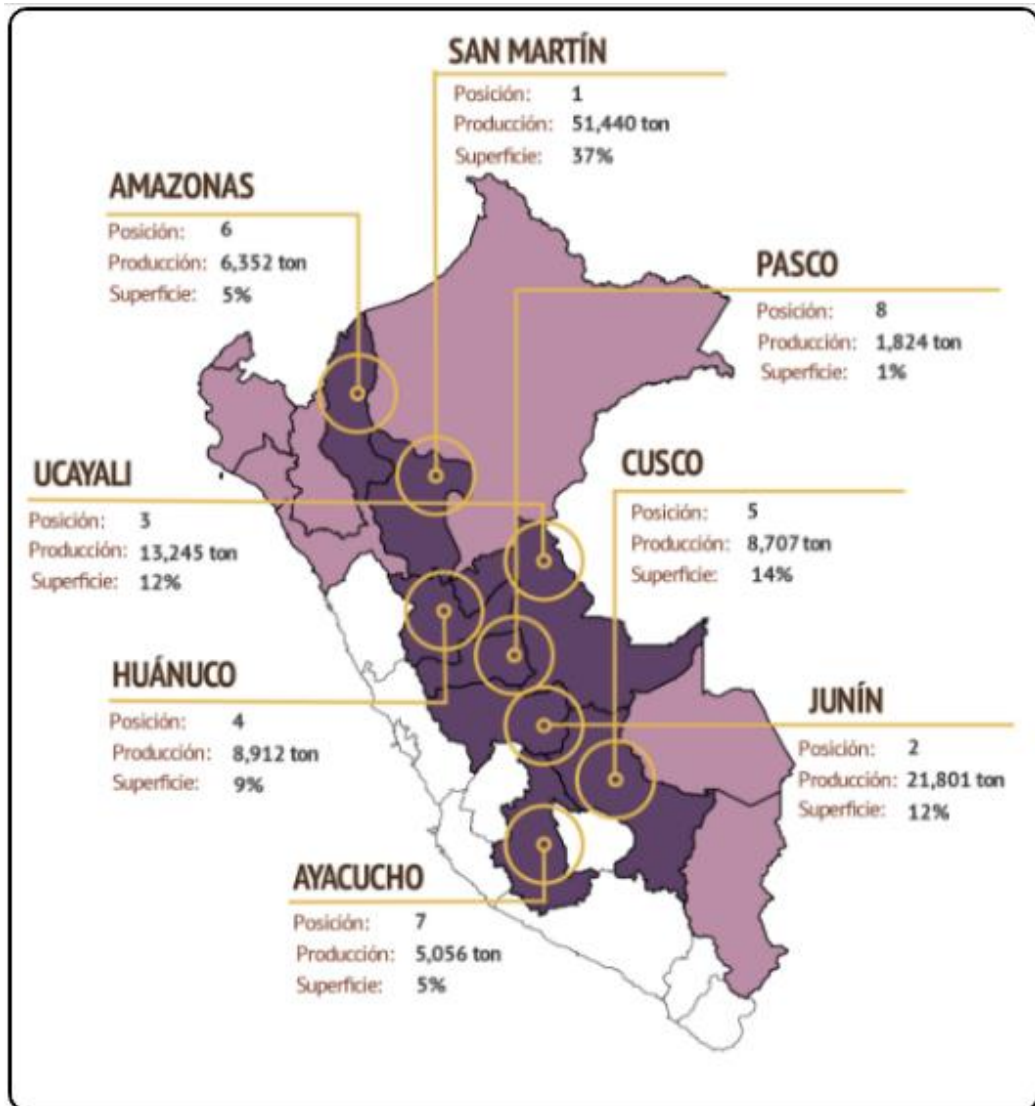 SAN MARTÍN
Posición: 1
Producción: 51,440 ton
Superficie: 37%
AMAZONAS
Posición: 6
Producción: 6,352 ton
Superficie: 5%
PASCO
Posición: 8
Producción: 1,824 ton
Superficie: 1%
UCAYALI
Posición: 3
Producción: 13,245 ton
Superficie: 12%
CUSCO
Posición: 5
Producción: 8,707 ton
Superficie: 14%
HUÁNUCO
Posición: 4
Producción: 8,912 ton
Superficie: 9%
JUNÍN
Posición: 2
Producción: 21,801 ton
Superficie: 12%
AYACUCHO
Posición: 7
Producción: 5,056 ton
Superficie: 5%